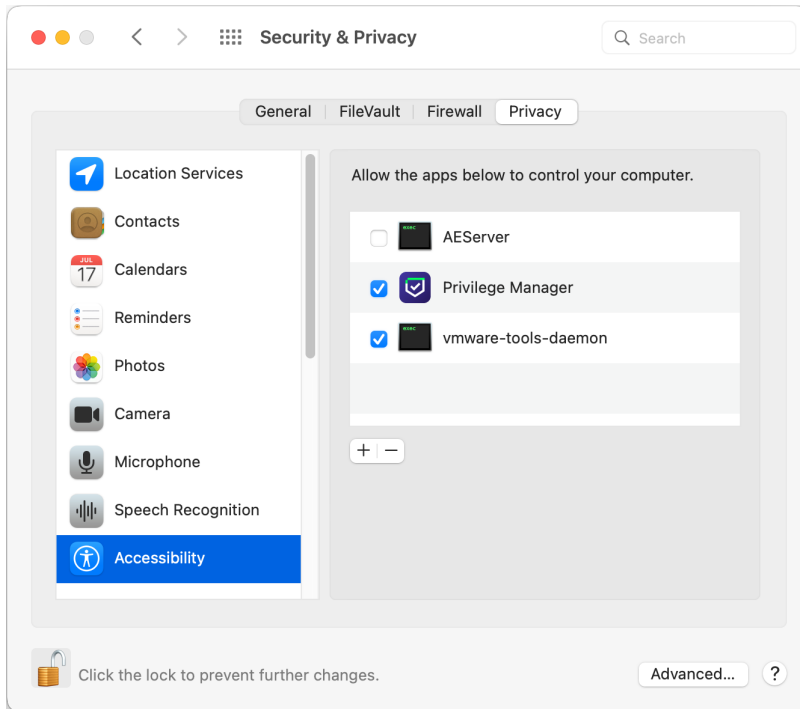 Security & Privacy
Search
General
FileVault
Firewall
Privacy
Location Services
Contacts
JUL
17
Calendars
Reminders
Photos
Camera
Microphone
Speech Recognition
Accessibility
Allow the apps below to control your computer.
exec
AEServer
Privilege Manager
exec
vmware-tools-daemon
+
−
Click the lock to prevent further changes.
Advanced...
?